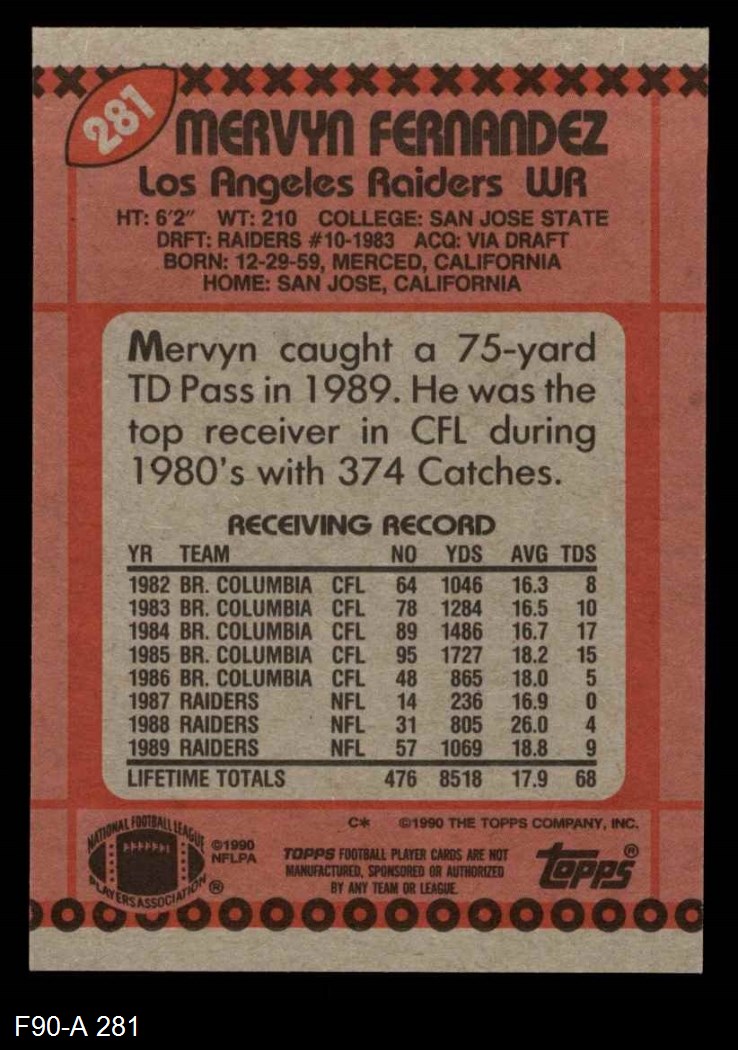 281
MERVYN FERNANDEZ
Los Angeles Raiders WR
HT: 6'2" WT: 210 COLLEGE: SAN JOSE STATE
DRFT: RAIDERS #10-1983 ACQ: VIA DRAFT
BORN: 12-29-59, MERCED, CALIFORNIA
HOME: SAN JOSE, CALIFORNIA
Mervyn caught a 75-yard
TD Pass in 1989. He was the
top receiver in CFL during
1980's with 374 Catches.
RECEIVING RECORD
YR TEAM NO YDS AVG TDS
1982 BR. COLUMBIA CFL 64 1046 16.3 8
1983 BR. COLUMBIA CFL 78 1284 16.5 10
1984 BR. COLUMBIA CFL 89 1486 16.7 17
1985 BR. COLUMBIA CFL 95 1727 18.2 15
1986 BR. COLUMBIA CFL 48 865 18.0 5
1987 RAIDERS NFL 14 236 16.9 0
1988 RAIDERS NFL 31 805 26.0 4
1989 RAIDERS NFL 57 1069 18.8 9
LIFETIME TOTALS 476 8518 17.9 68
C* ©1990 THE TOPPS COMPANY, INC.
NATIONAL FOOTBALL LEAGUE
PLAYERS ASSOCIATION ®
©1990
NFLPA
TOPPS FOOTBALL PLAYER CARDS ARE NOT
MANUFACTURED, SPONSORED OR AUTHORIZED
BY ANY TEAM OR LEAGUE.
topps®
F90-A 281